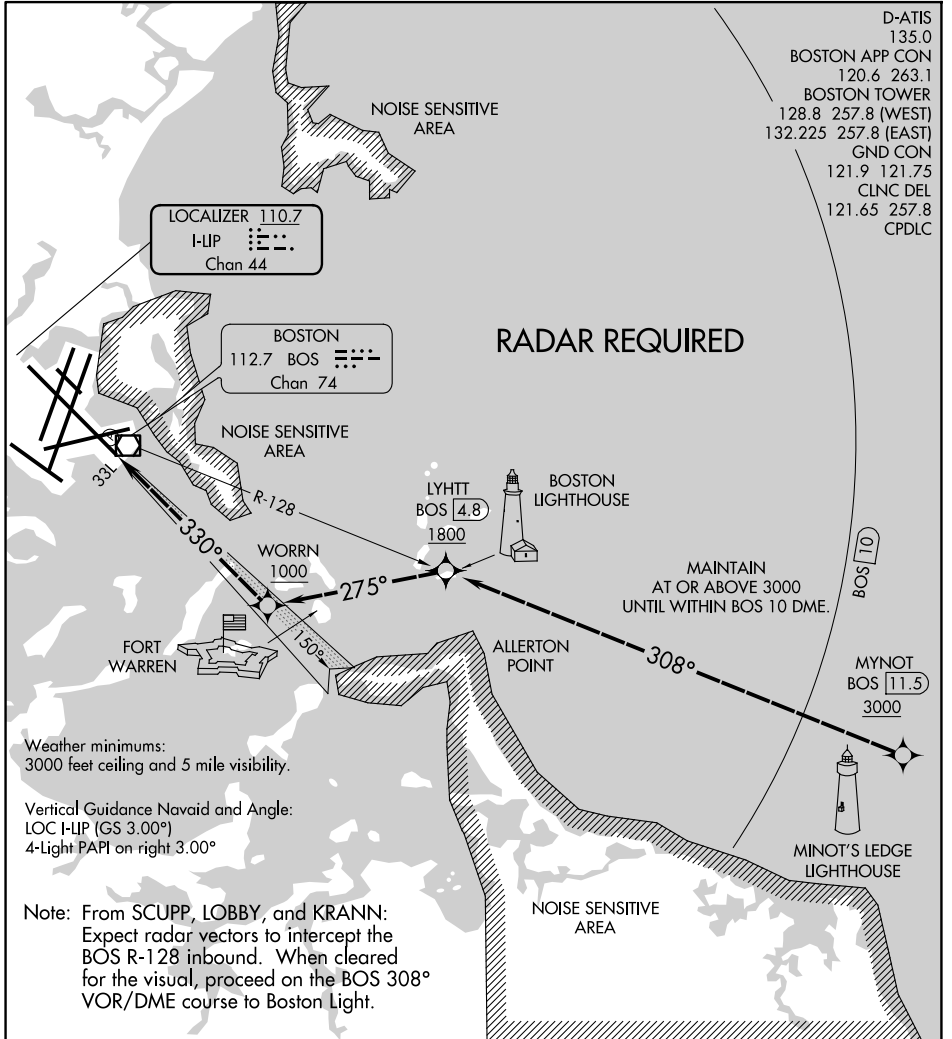 D-ATIS
135.0
BOSTON APP CON
120.6 263.1
BOSTON TOWER
128.8 257.8 (WEST)
132.225 257.8 (EAST)
GND CON
121.9 121.75
CLNC DEL
121.65 257.8
CPDLC
NOISE SENSITIVE
AREA
LOCALIZER 110.7
I-LIP
Chan 44
BOSTON
112.7 BOS
Chan 74
RADAR REQUIRED
NOISE SENSITIVE
AREA
33L
R-128
LYHTT
BOS 4.8
1800
BOSTON
LIGHTHOUSE
330°
WORRN
1000
275°
MAINTAIN
AT OR ABOVE 3000
UNTIL WITHIN BOS 10 DME.
BOS 10
FORT
WARREN
150°
ALLERTON
POINT
308°
MYNOT
BOS 11.5
3000
MINOT'S LEDGE
LIGHTHOUSE
Weather minimums:
3000 feet ceiling and 5 mile visibility.
Vertical Guidance Navaid and Angle:
LOC I-LIP (GS 3.00°)
4-Light PAPI on right 3.00°
Note: From SCUPP, LOBBY, and KRANN:
Expect radar vectors to intercept the
BOS R-128 inbound. When cleared
for the visual, proceed on the BOS 308°
VOR/DME course to Boston Light.
NOISE SENSITIVE
AREA